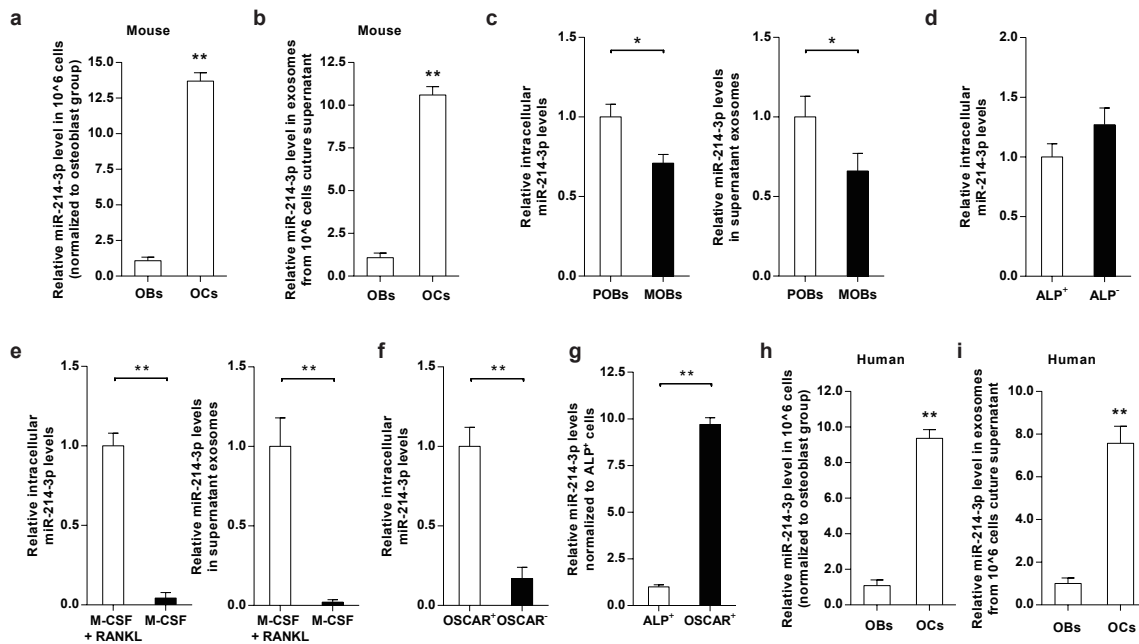 a
Mouse
Relative miR-214-3p level in 10^6 cells
(normalized to osteoblast group)
15.0
12.5
10.0
7.5
5.0
2.5
0.0
**
OBs
OCs
b
Mouse
Relative miR-214-3p level in exosomes
from 10^6 cells cuture supernatant
12.5
10.0
7.5
5.0
2.5
0.0
**
OBs
OCs
c
Relative intracellular
miR-214-3p levels
1.5
1.0
0.5
0.0
*
POBs
MOBs
Relative miR-214-3p levels
in supernatant exosomes
1.5
1.0
0.5
0.0
*
POBs
MOBs
d
Relative intracellular
miR-214-3p levels
2.0
1.5
1.0
0.5
0.0
ALP+
ALP-
e
Relative intracellular
miR-214-3p levels
1.5
1.0
0.5
0.0
**
M-CSF
+ RANKL
M-CSF
Relative miR-214-3p levels
in supernatant exosomes
1.5
1.0
0.5
0.0
**
M-CSF
+ RANKL
M-CSF
f
Relative intracellular
miR-214-3p levels
1.5
1.0
0.5
0.0
**
OSCAR+
OSCAR-
g
Relative miR-214-3p levels
normalized to ALP+ cells
12.5
10.0
7.5
5.0
2.5
0.0
**
ALP+
OSCAR+
h
Human
Relative miR-214-3p level in 10^6 cells
(normalized to osteoblast group)
12.0
10.0
8.0
6.0
4.0
2.0
0.0
**
OBs
OCs
i
Human
Relative miR-214-3p level in exosomes
from 10^6 cells cuture supernatant
10.0
8.0
6.0
4.0
2.0
0.0
**
OBs
OCs